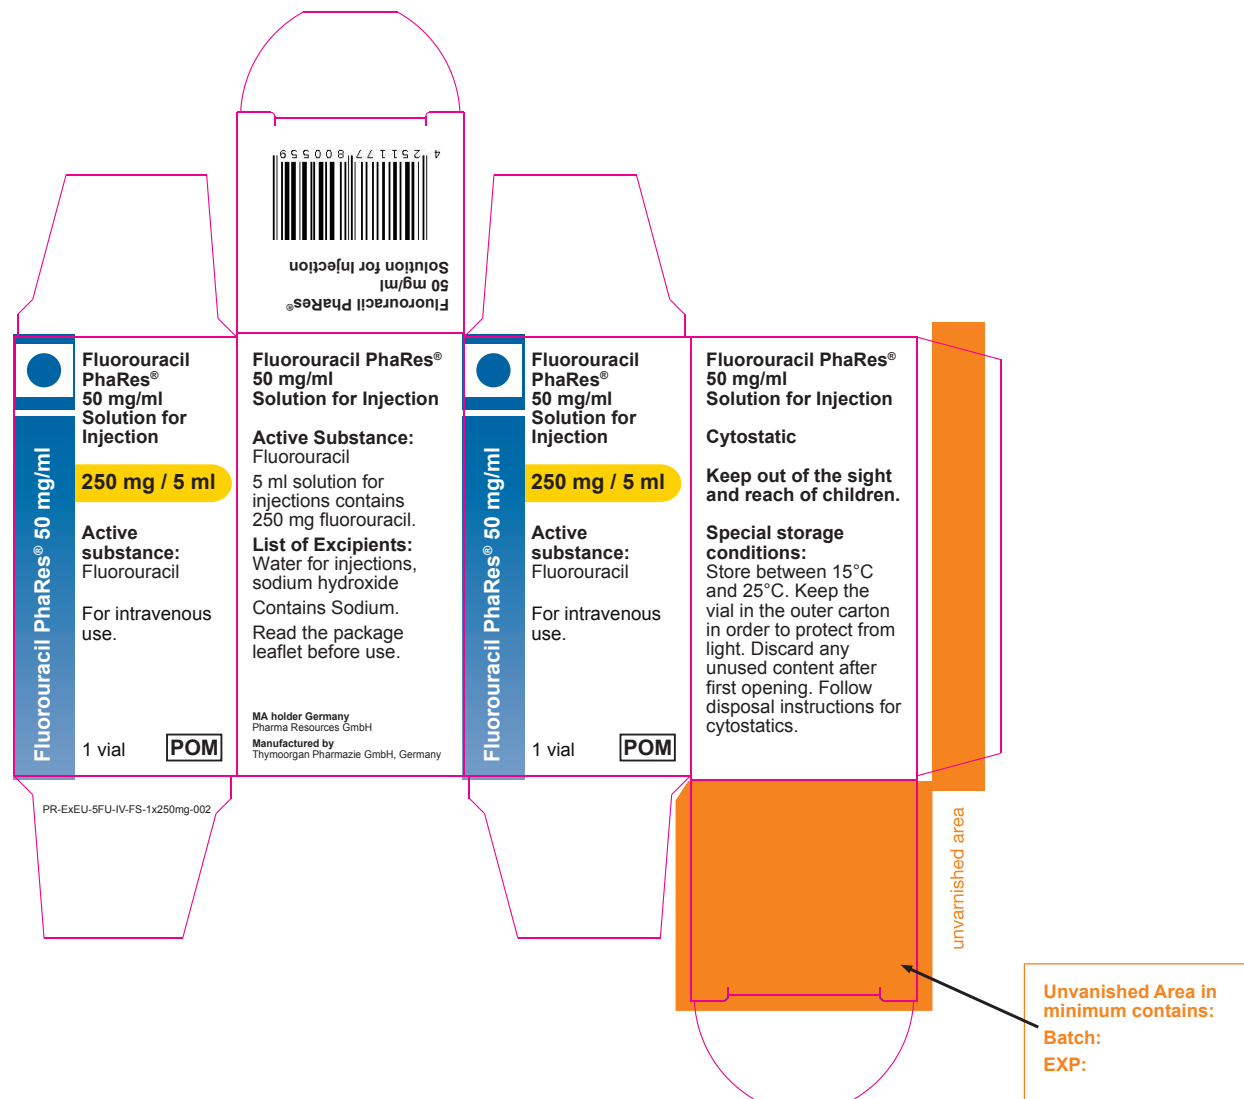 4 251177 800559
Fluorouracil PhaRes®
50 mg/ml
Solution for Injection
Fluorouracil PhaRes® 50 mg/ml
Fluorouracil
PhaRes®
50 mg/ml
Solution for
Injection
250 mg / 5 ml
Active
substance:
Fluorouracil
For intravenous
use.
1 vial
POM
Fluorouracil PhaRes®
50 mg/ml
Solution for Injection
Active Substance:
Fluorouracil
5 ml solution for
injections contains
250 mg fluorouracil.
List of Excipients:
Water for injections,
sodium hydroxide
Contains Sodium.
Read the package
leaflet before use.
MA holder Germany
Pharma Resources GmbH
Manufactured by
Thymoorgan Pharmazie GmbH, Germany
Fluorouracil PhaRes® 50 mg/ml
Fluorouracil
PhaRes®
50 mg/ml
Solution for
Injection
250 mg / 5 ml
Active
substance:
Fluorouracil
For intravenous
use.
1 vial
POM
Fluorouracil PhaRes®
50 mg/ml
Solution for Injection
Cytostatic
Keep out of the sight
and reach of children.
Special storage
conditions:
Store between 15°C
and 25°C. Keep the
vial in the outer carton
in order to protect from
light. Discard any
unused content after
first opening. Follow
disposal instructions for
cytostatics.
PR-ExEU-5FU-IV-FS-1x250mg-002
unvarnished area
Unvanished Area in
minimum contains:
Batch:
EXP: